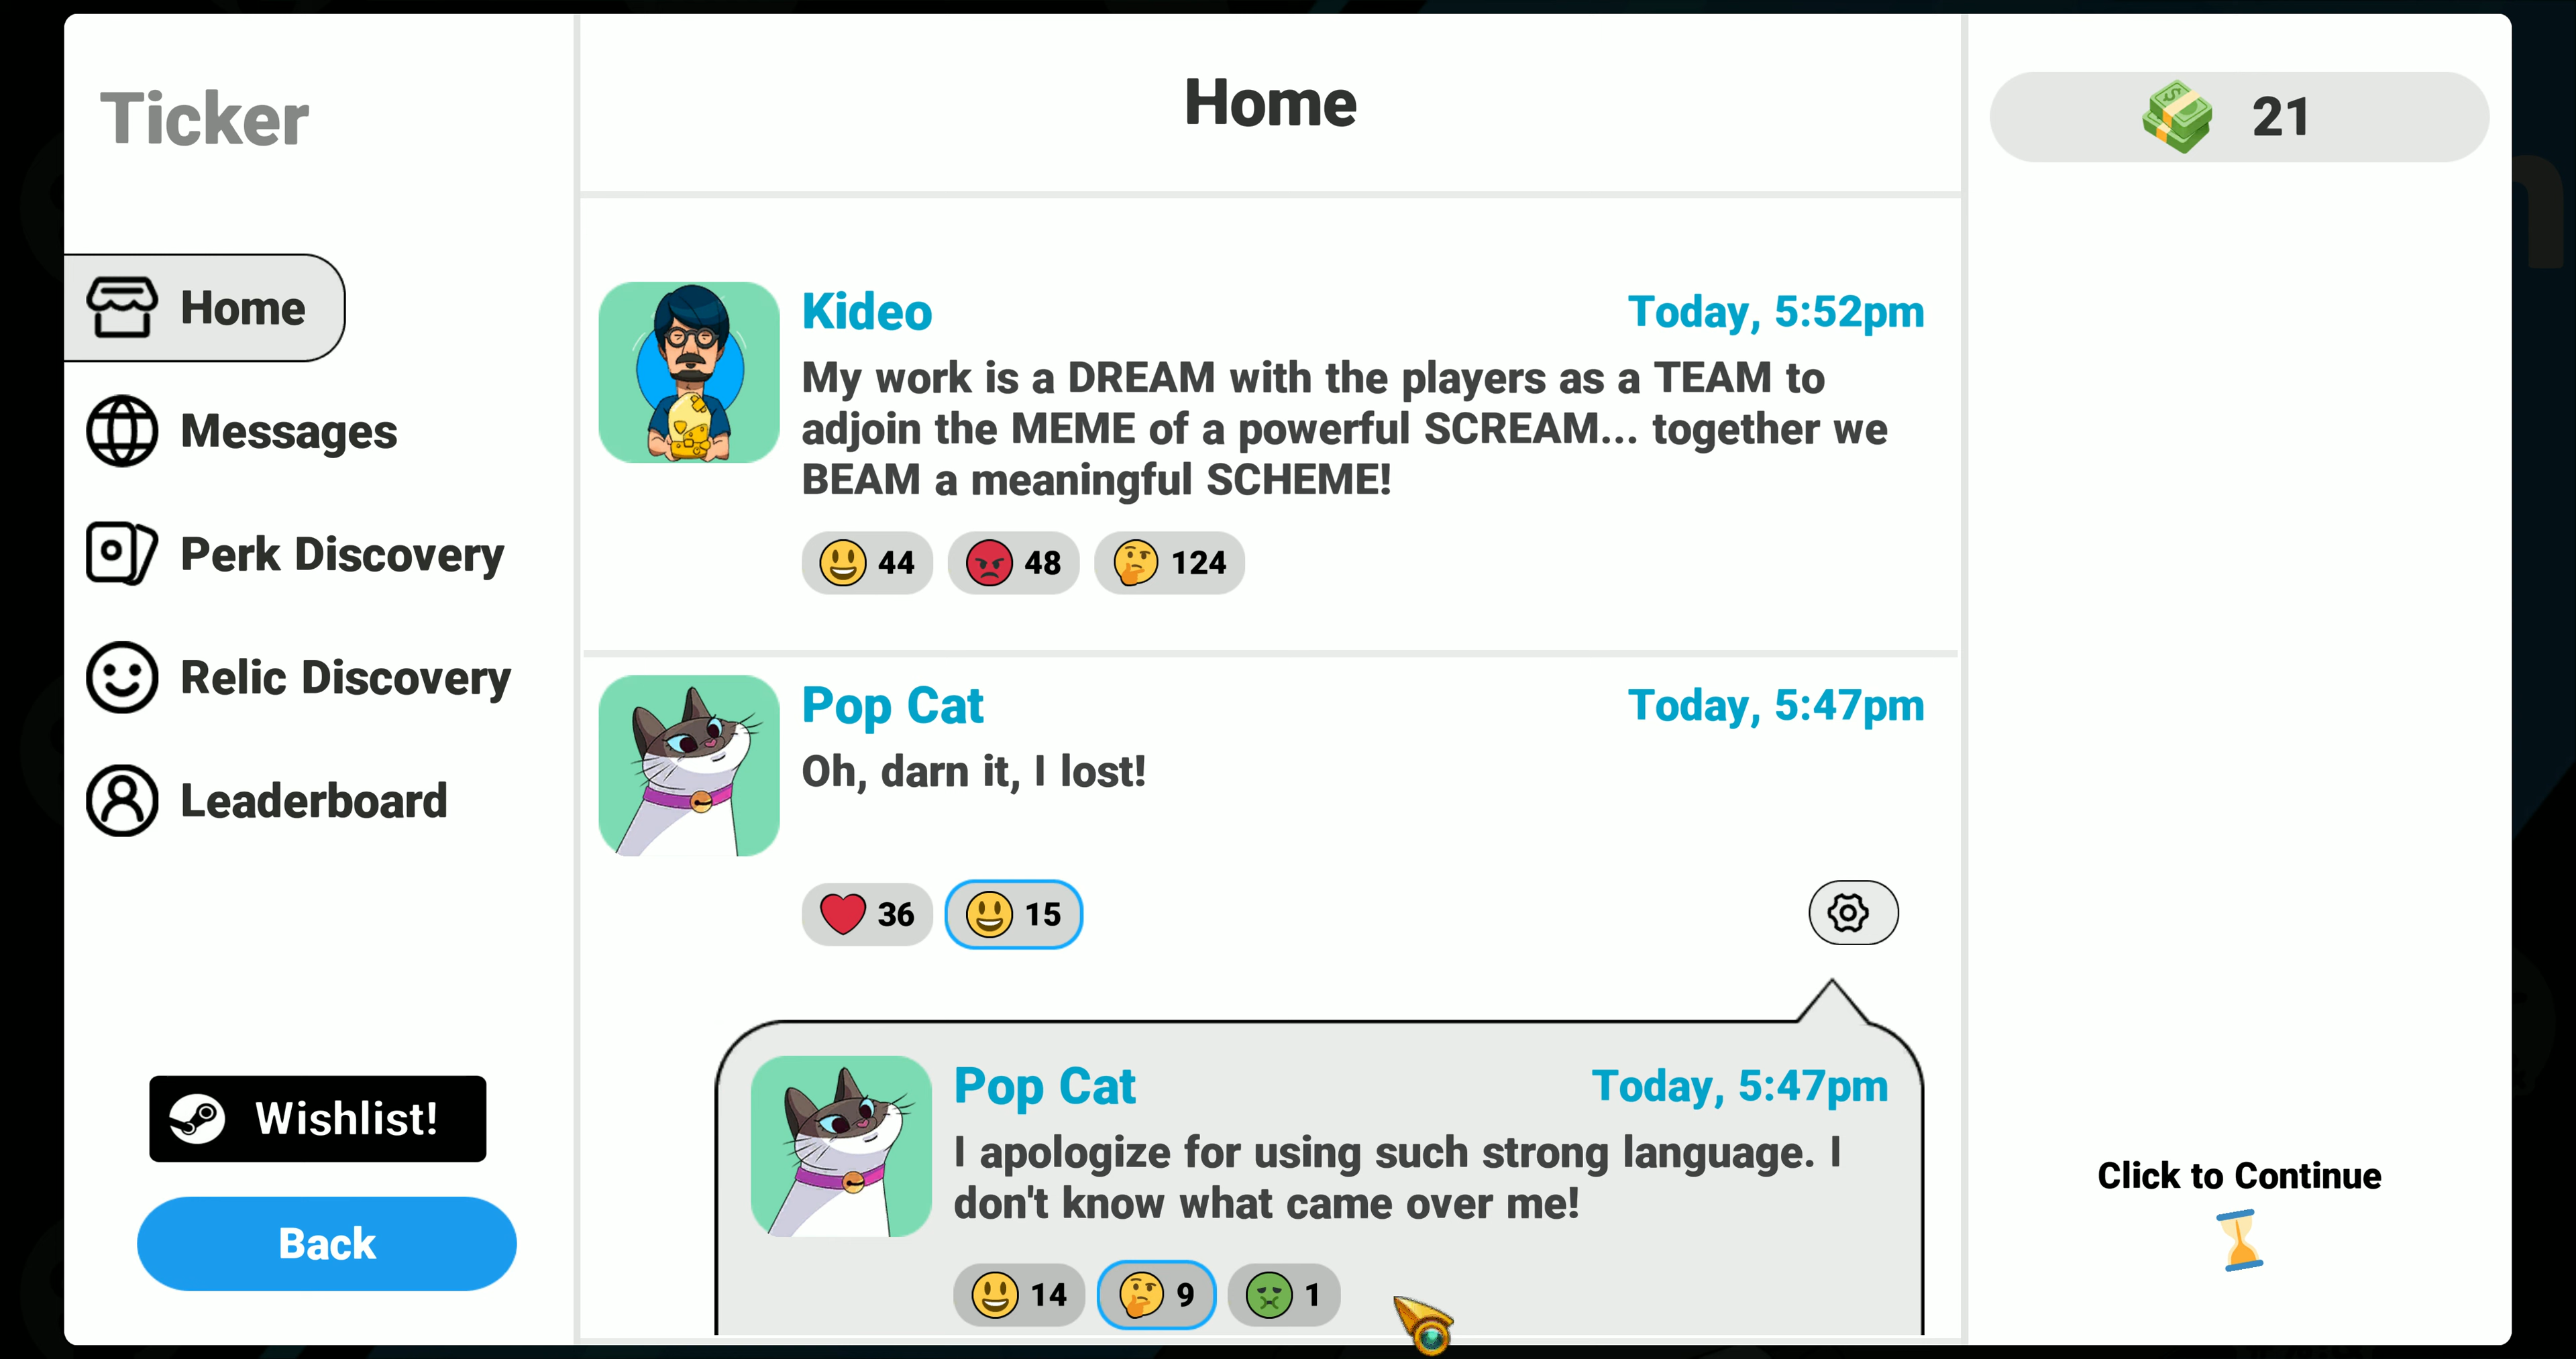 Ticker
Home
Messages
Perk Discovery
Relic Discovery
Leaderboard
Wishlist!
Back
Home
Kideo
Today, 5:52pm
My work is a DREAM with the players as a TEAM to
adjoin the MEME of a powerful SCREAM... together we
BEAM a meaningful SCHEME!
44
48
124
Pop Cat
Today, 5:47pm
Oh, darn it, I lost!
36
15
Pop Cat
Today, 5:47pm
I apologize for using such strong language. I
don't know what came over me!
14
9
1
21
Click to Continue